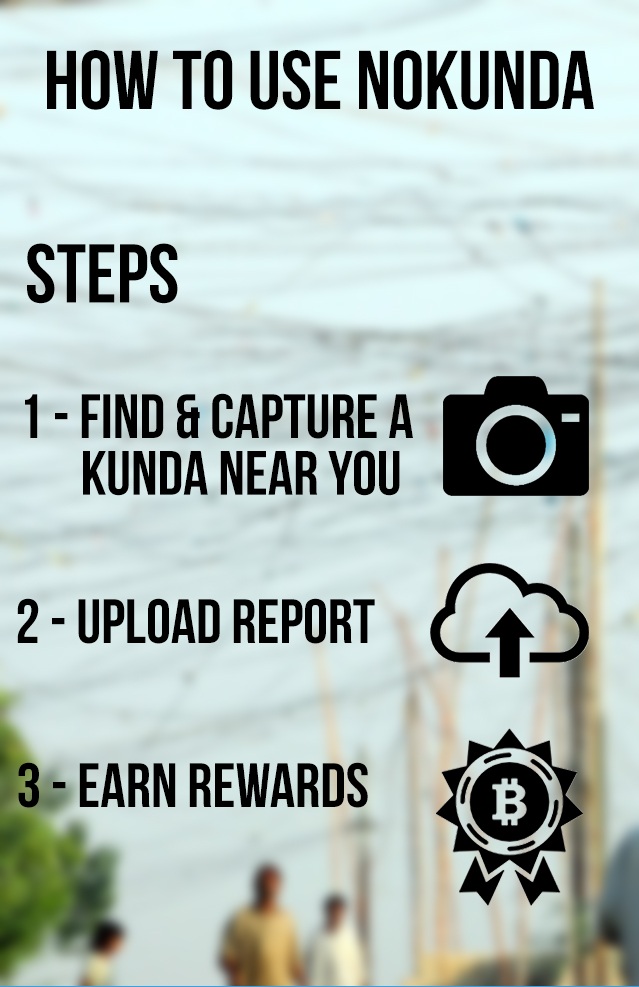 HOW TO USE NOKUNDA
STEPS
1 - FIND & CAPTURE A
KUNDA NEAR YOU
2 - UPLOAD REPORT
3 - EARN REWARDS
₿